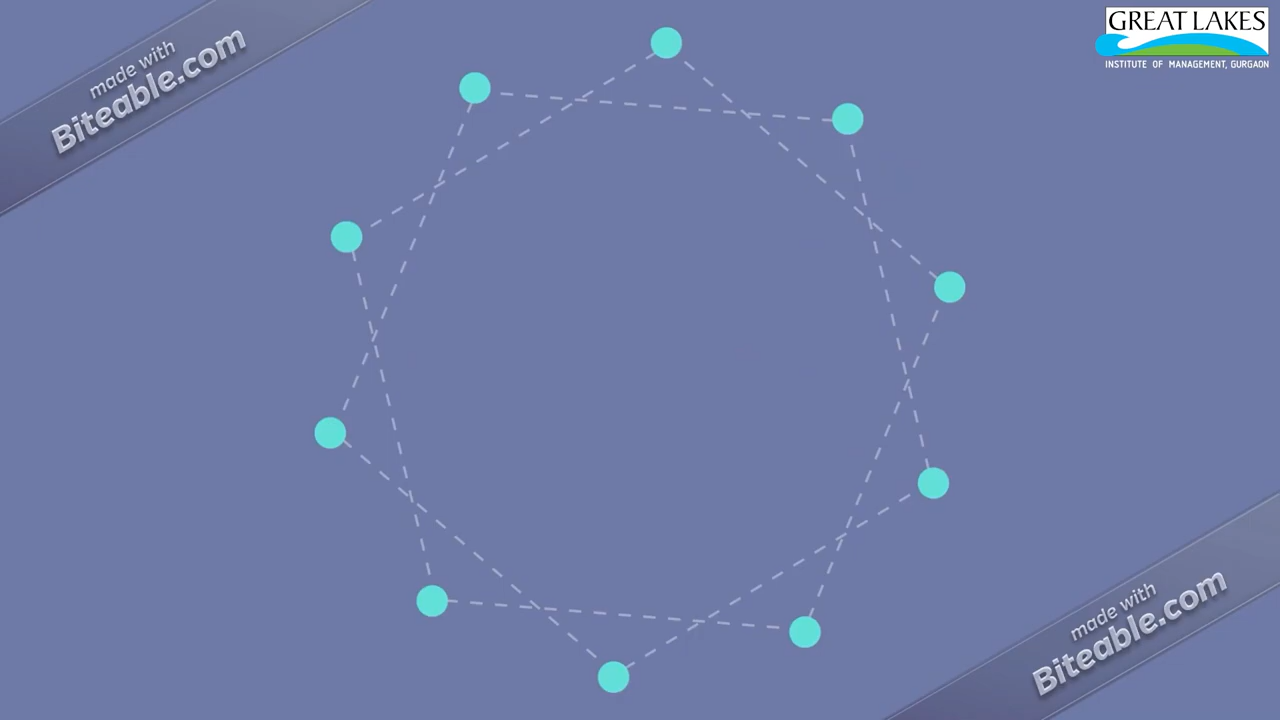 made with
Biteable.com
GREAT LAKES
INSTITUTE OF MANAGEMENT, GURGAON
made with
Biteable.com